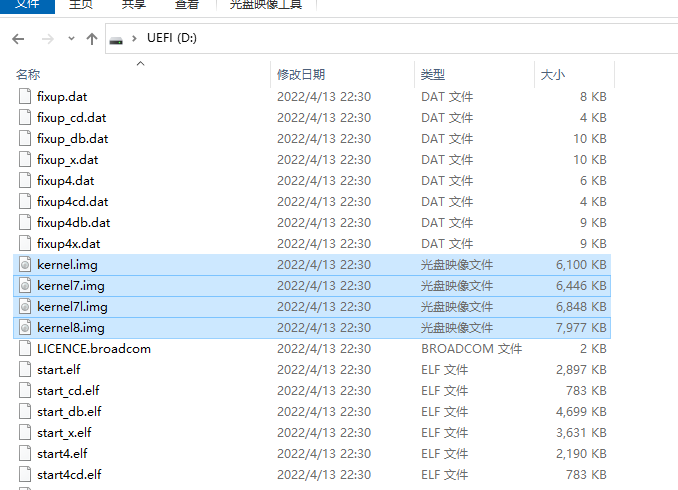 文件 主页 共享 查看 光盘映像工具
UEFI (D:)
名称 修改日期 类型 大小
fixup.dat 2022/4/13 22:30 DAT 文件 8 KB
fixup_cd.dat 2022/4/13 22:30 DAT 文件 4 KB
fixup_db.dat 2022/4/13 22:30 DAT 文件 10 KB
fixup_x.dat 2022/4/13 22:30 DAT 文件 10 KB
fixup4.dat 2022/4/13 22:30 DAT 文件 6 KB
fixup4cd.dat 2022/4/13 22:30 DAT 文件 4 KB
fixup4db.dat 2022/4/13 22:30 DAT 文件 9 KB
fixup4x.dat 2022/4/13 22:30 DAT 文件 9 KB
kernel.img 2022/4/13 22:30 光盘映像文件 6,100 KB
kernel7.img 2022/4/13 22:30 光盘映像文件 6,446 KB
kernel7l.img 2022/4/13 22:30 光盘映像文件 6,848 KB
kernel8.img 2022/4/13 22:30 光盘映像文件 7,977 KB
LICENCE.broadcom 2022/4/13 22:30 BROADCOM 文件 2 KB
start.elf 2022/4/13 22:30 ELF 文件 2,897 KB
start_cd.elf 2022/4/13 22:30 ELF 文件 783 KB
start_db.elf 2022/4/13 22:30 ELF 文件 4,699 KB
start_x.elf 2022/4/13 22:30 ELF 文件 3,631 KB
start4.elf 2022/4/13 22:30 ELF 文件 2,190 KB
start4cd.elf 2022/4/13 22:30 ELF 文件 783 KB